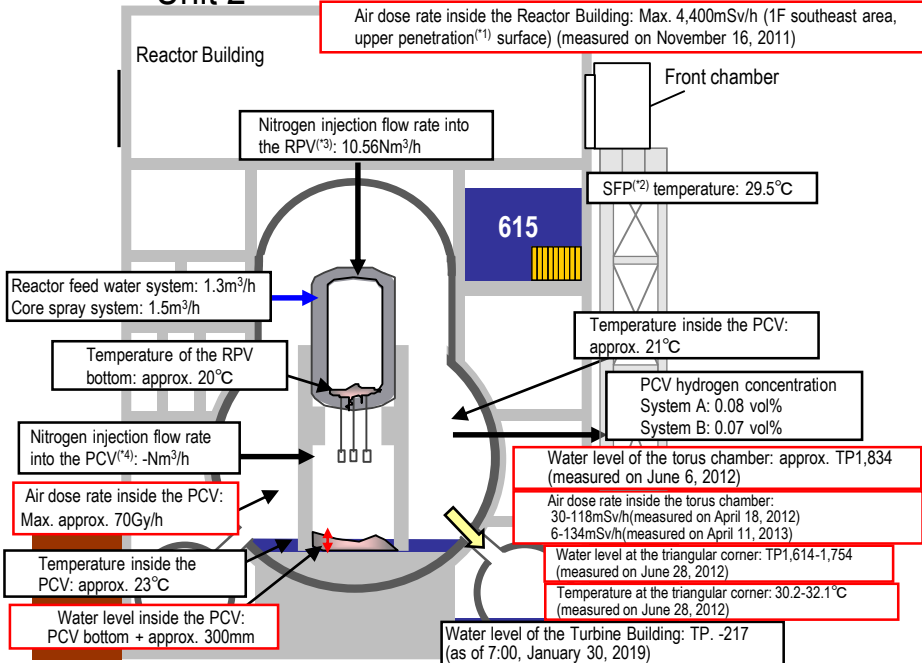 Unit 2
Air dose rate inside the Reactor Building: Max. 4,400mSv/h (1F southeast area,
upper penetration(*1) surface) (measured on November 16, 2011)
Reactor Building
Front chamber
Nitrogen injection flow rate into
the RPV(*3): 10.56Nm3/h
SFP(*2) temperature: 29.5°C
615
Reactor feed water system: 1.3m3/h
Core spray system: 1.5m3/h
Temperature inside the PCV:
approx. 21°C
Temperature of the RPV
bottom: approx. 20°C
PCV hydrogen concentration
System A: 0.08 vol%
System B: 0.07 vol%
Nitrogen injection flow rate
into the PCV(*4): -Nm3/h
Water level of the torus chamber: approx. TP1,834
(measured on June 6, 2012)
Air dose rate inside the PCV:
Max. approx. 70Gy/h
Air dose rate inside the torus chamber:
30-118mSv/h(measured on April 18, 2012)
6-134mSv/h(measured on April 11, 2013)
Temperature inside the
PCV: approx. 23°C
Water level at the triangular corner: TP1,614-1,754
(measured on June 28, 2012)
Temperature at the triangular corner: 30.2-32.1°C
(measured on June 28, 2012)
Water level inside the PCV:
PCV bottom + approx. 300mm
Water level of the Turbine Building: TP. -217
(as of 7:00, January 30, 2019)